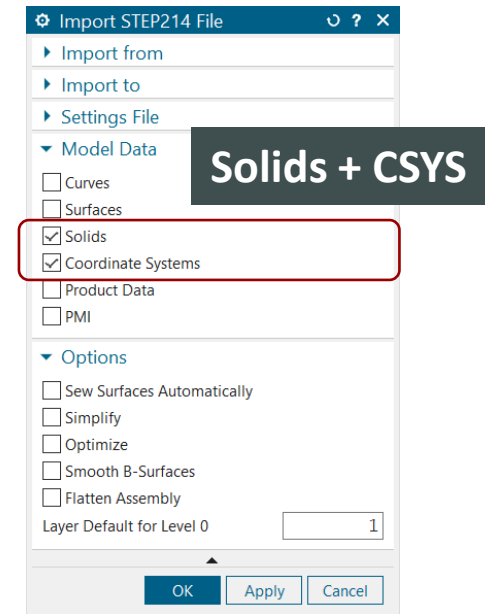 Import STEP214 File
Import from
Import to
Settings File
Model Data
Solids + CSYS
Curves
Surfaces
Solids
Coordinate Systems
Product Data
PMI
Options
Sew Surfaces Automatically
Simplify
Optimize
Smooth B-Surfaces
Flatten Assembly
Layer Default for Level 0 1
OK Apply Cancel